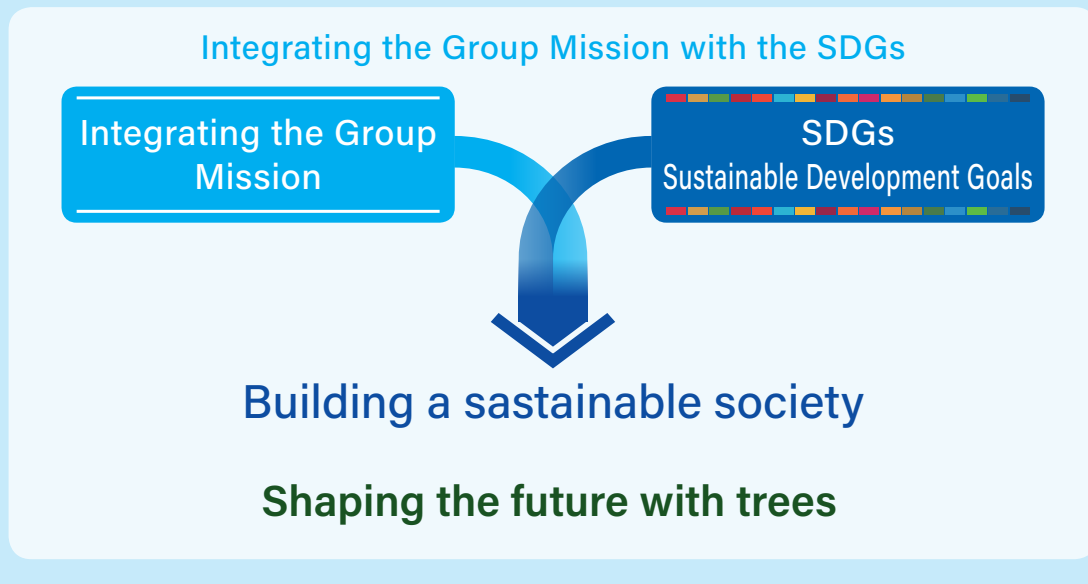 Integrating the Group Mission with the SDGs
Integrating the Group
Mission
SDGs
Sustainable Development Goals
Building a sastainable society
Shaping the future with trees